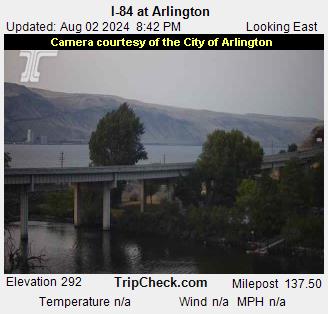 I-84 at Arlington
Updated: Aug 02 2024 8:42 PM Looking East
Camera courtesy of the City of Arlington
Elevation 292 TripCheck.com Milepost 137.50
Temperature n/a Wind n/a MPH n/a